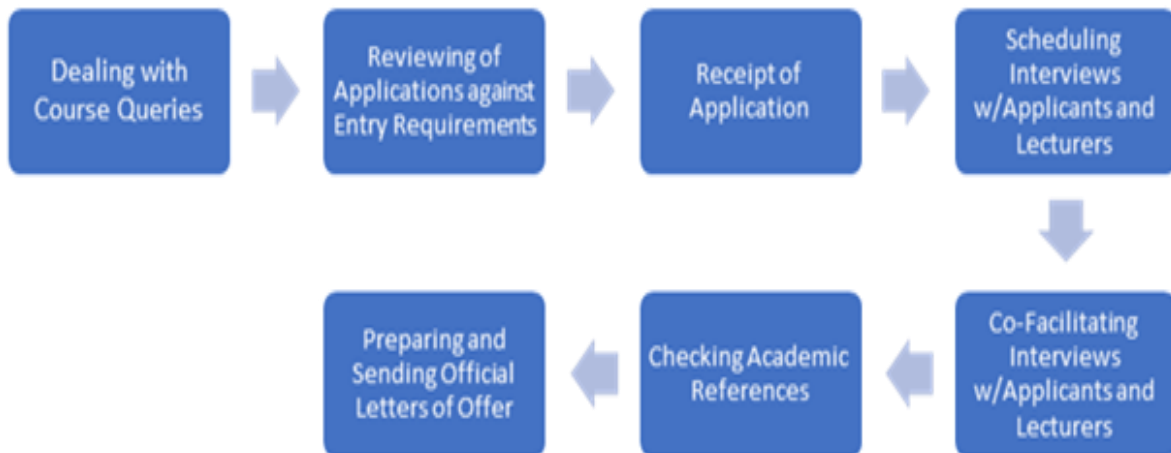 Dealing with
Course Queries
Reviewing of
Applications against
Entry Requirements
Receipt of
Application
Scheduling
Interviews
w/Applicants and
Lecturers
Co-Facilitating
Interviews
w/Applicants and
Lecturers
Checking Academic
References
Preparing and
Sending Official
Letters of Offer